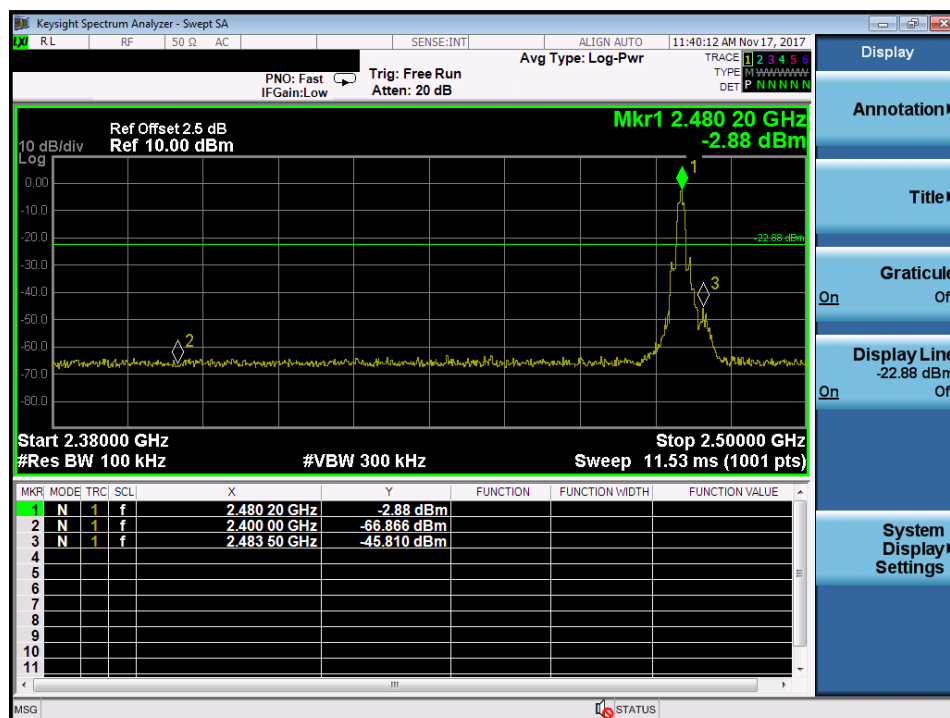 Keysight Spectrum Analyzer - Swept SA
LXI RL RF 50 Ω AC SENSE:INT ALIGN AUTO 11:40:12 AM Nov 17, 2017
Display
PNO: Fast
IFGain:Low
Trig: Free Run
Atten: 20 dB
Avg Type: Log-Pwr
TRACE 1 2 3 4 5 6
TYPE M WWWWW
DET P N N N N N
Annotation
Title
Graticule
On Off
Display Line
-22.88 dBm
On Off
System
Display
Settings
Mkr1 2.480 20 GHz
-2.88 dBm
Ref Offset 2.5 dB
10 dB/div Ref 10.00 dBm
Log
1
0.00
-10.0
-20.0
-22.88 dBm
-30.0
3
-40.0
-50.0
2
-60.0
-70.0
-80.0
Start 2.38000 GHz Stop 2.50000 GHz
#Res BW 100 kHz #VBW 300 kHz Sweep 11.53 ms (1001 pts)
MKR MODE TRC SCL X Y FUNCTION FUNCTION WIDTH FUNCTION VALUE
1 N 1 f 2.480 20 GHz -2.88 dBm
2 N 1 f 2.400 00 GHz -66.866 dBm
3 N 1 f 2.483 50 GHz -45.810 dBm
4
5
6
7
8
9
10
11
MSG STATUS